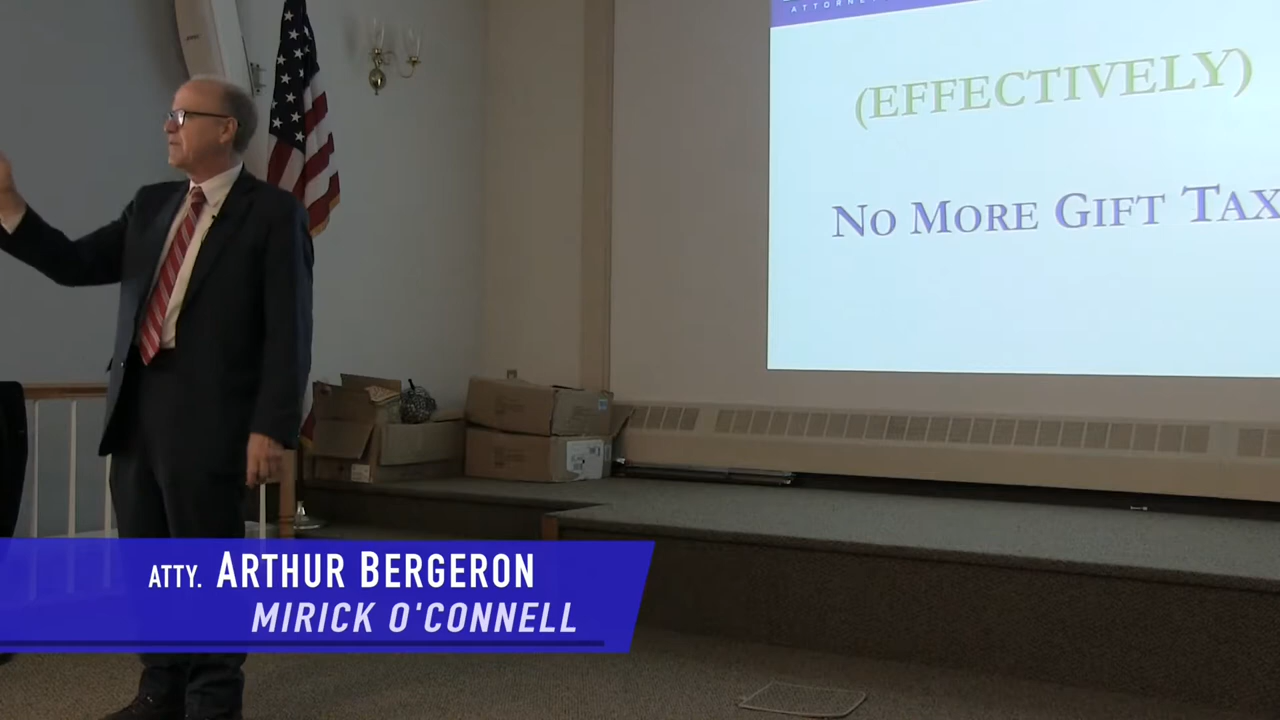 (EFFECTIVELY)
NO MORE GIFT TAX
ATTY. ARTHUR BERGERON
MIRICK O'CONNELL